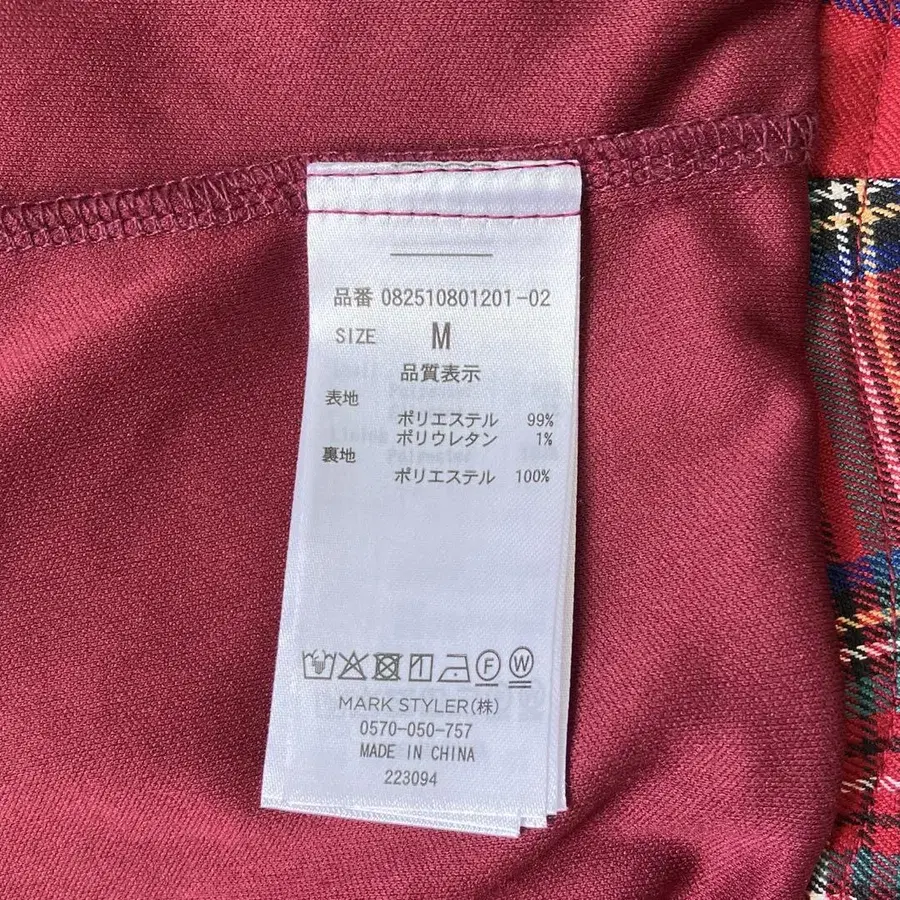 品番 082510801201-02
SIZE M
品質表示
表地
ポリエステル 99%
ポリウレタン 1%
裏地
ポリエステル 100%
F W
MARK STYLER(株)
0570-050-757
MADE IN CHINA
223094